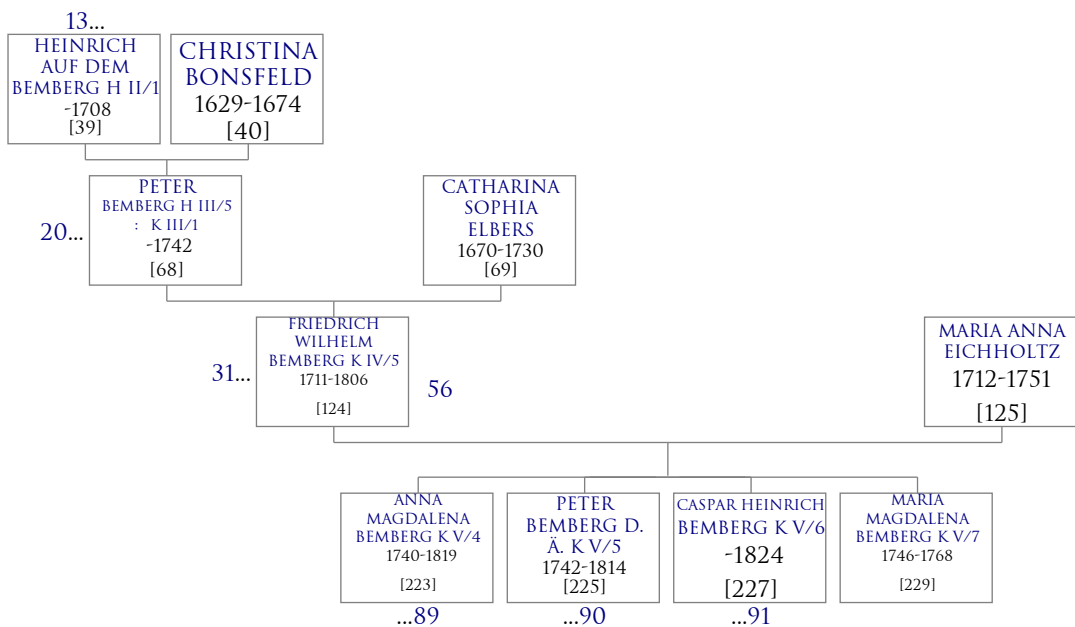 13...
HEINRICH
AUF DEM
BEMBERG H II/1
-1708
[39]
CHRISTINA
BONSFELD
1629-1674
[40]
20...
PETER
BEMBERG H III/5
: K III/1
-1742
[68]
CATHARINA
SOPHIA
ELBERS
1670-1730
[69]
31...
FRIEDRICH
WILHELM
BEMBERG K IV/5
1711-1806
[124]
56
MARIA ANNA
EICHHOLTZ
1712-1751
[125]
ANNA
MAGDALENA
BEMBERG K V/4
1740-1819
[223]
...89
PETER
BEMBERG D.
Ä. K V/5
1742-1814
[225]
...90
CASPAR HEINRICH
BEMBERG K V/6
-1824
[227]
...91
MARIA
MAGDALENA
BEMBERG K V/7
1746-1768
[229]